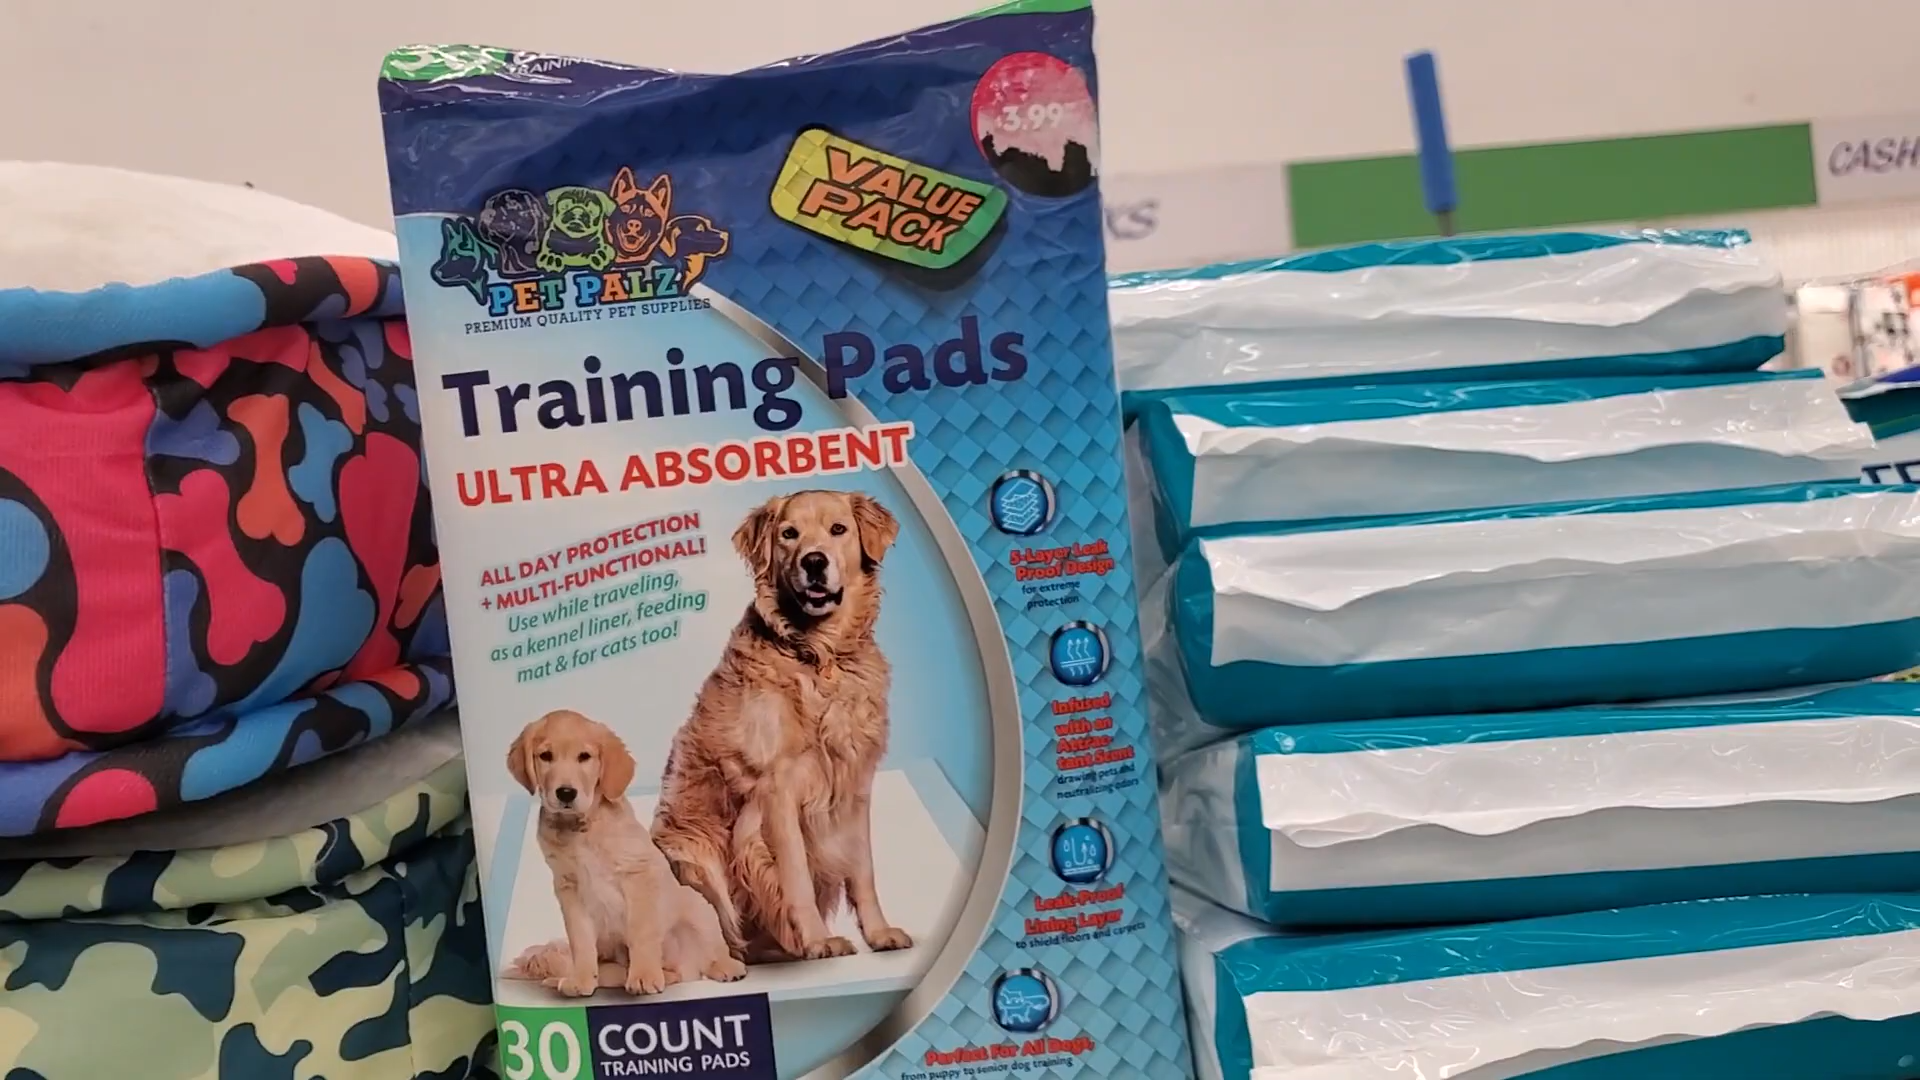 TRAINING
3.99
VALUE
PACK
CASH
KS
PET PALZ
PREMIUM QUALITY PET SUPPLIES
Training Pads
ULTRA ABSORBENT
ALL DAY PROTECTION
+ MULTI-FUNCTIONAL!
Use while traveling,
as a kennel liner, feeding
mat & for cats too!
5-Layer Leak
Proof Design
for extreme
protection
Infused
with an
Attrac-
tant Scent
drawing pets and
neutralizing odors
Leak-Proof
Lining Layer
to shield floors and carpets
Perfect For All Dogs,
from puppy to senior dog training
30 COUNT
TRAINING PADS